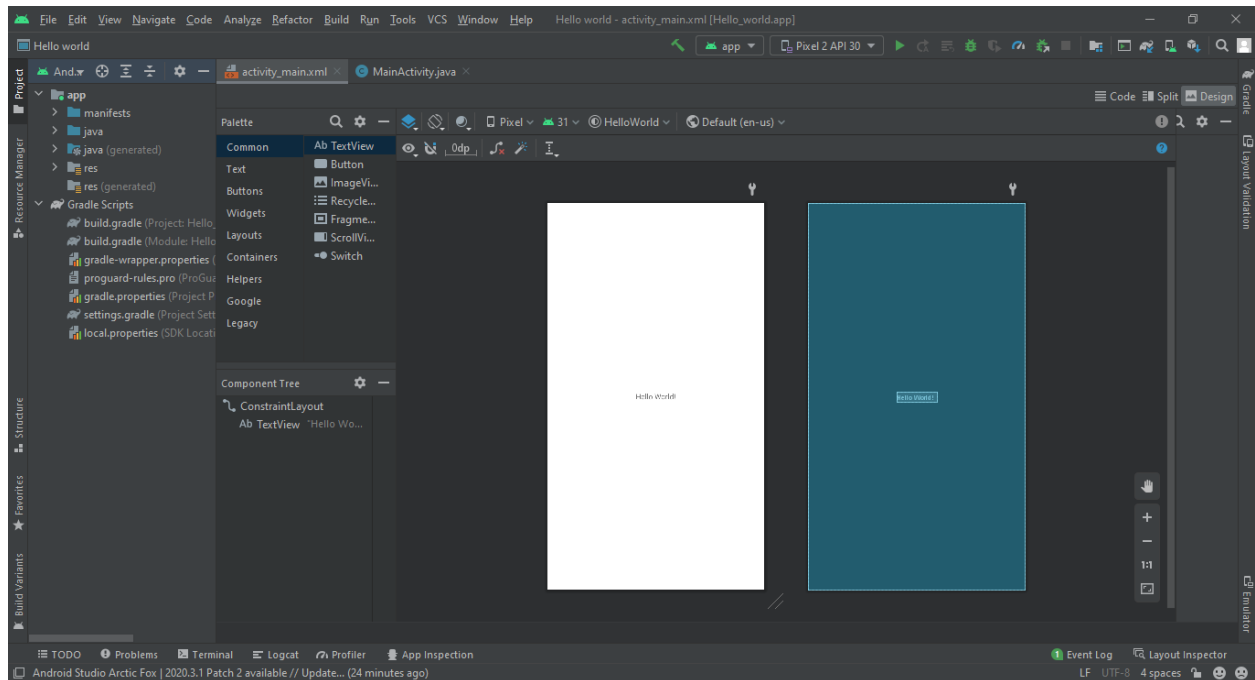 File Edit View Navigate Code Analyze Refactor Build Run Tools VCS Window Help Hello world - activity_main.xml [Hello_world.app]
Hello world app Pixel 2 API 30
And... activity_main.xml MainActivity.java
Code Split Design
Project
Resource Manager
Structure
Favorites
Build Variants
app
manifests
java
java (generated)
res
res (generated)
Gradle Scripts
build.gradle (Project: Hello_
build.gradle (Module: Hello
gradle-wrapper.properties (
proguard-rules.pro (ProGua
gradle.properties (Project P
settings.gradle (Project Sett
local.properties (SDK Locati
Palette
Common
Text
Buttons
Widgets
Layouts
Containers
Helpers
Google
Legacy
Ab TextView
Button
ImageVi...
Recycle...
Fragme...
ScrollVi...
Switch
Component Tree
ConstraintLayout
Ab TextView "Hello Wo...
Pixel 31 HelloWorld Default (en-us)
0dp
Hello World!
Hello World!
1:1
Gradle
Layout Validation
Emulator
TODO Problems Terminal Logcat Profiler App Inspection 1 Event Log Layout Inspector
Android Studio Arctic Fox | 2020.3.1 Patch 2 available // Update... (24 minutes ago) LF UTF-8 4 spaces